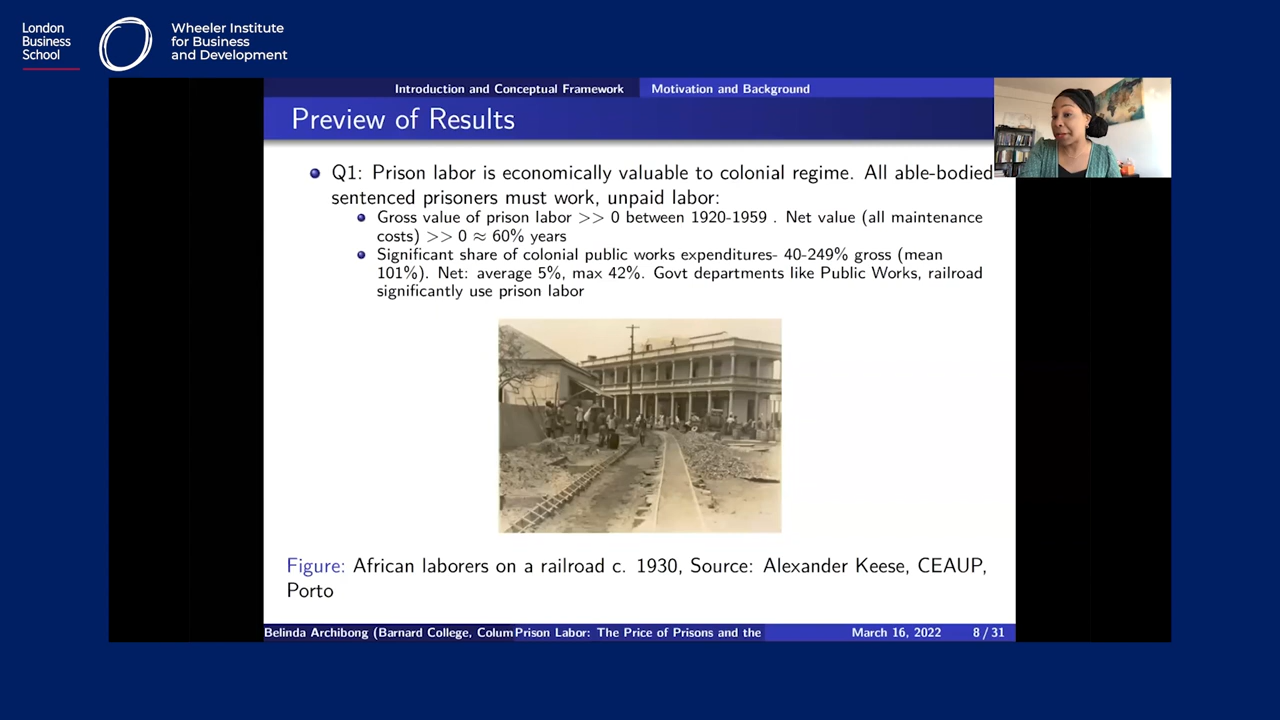 London
Business
School
Wheeler Institute
for Business
and Development
Introduction and Conceptual Framework
Motivation and Background
Preview of Results
Q1: Prison labor is economically valuable to colonial regime. All able-bodied
sentenced prisoners must work, unpaid labor:
Gross value of prison labor >> 0 between 1920-1959 . Net value (all maintenance
costs) >> 0 ≈ 60% years
Significant share of colonial public works expenditures- 40-249% gross (mean
101%). Net: average 5%, max 42%. Govt departments like Public Works, railroad
significantly use prison labor
Figure: African laborers on a railroad c. 1930, Source: Alexander Keese, CEAUP,
Porto
Belinda Archibong (Barnard College, Colum
Prison Labor: The Price of Prisons and the
March 16, 2022
8 / 31